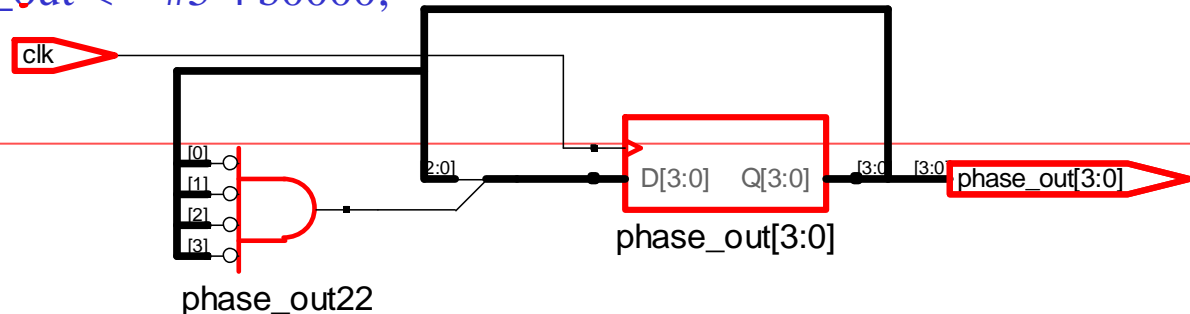 clk
[0]
[1]
[2]
[3]
2:0]
D[3:0] Q[3:0]
[3:0] [3:0]
phase_out[3:0]
phase_out[3:0]
phase_out22